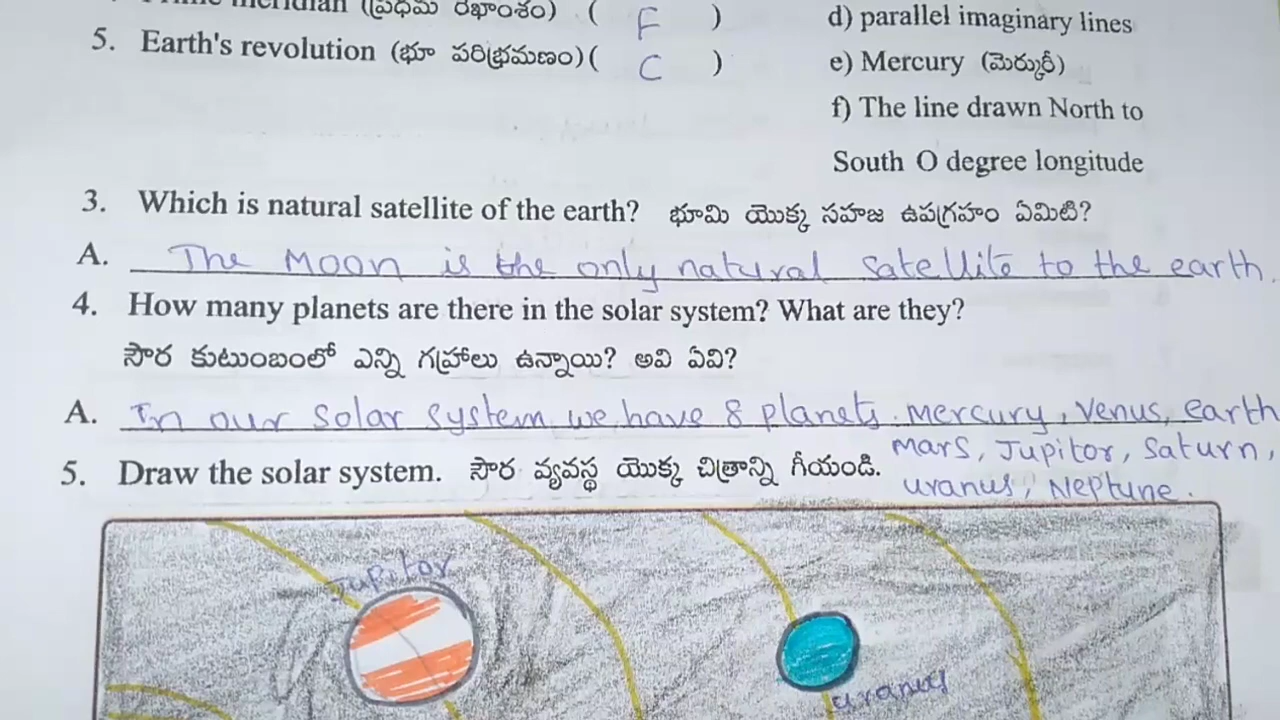 meridian (ప్రధమ రేఖాంశం) ( F )
d) parallel imaginary lines
5. Earth's revolution (భూ పరిభ్రమణం)( C )
e) Mercury (మెర్క్యురీ)
f) The line drawn North to
South O degree longitude
3. Which is natural satellite of the earth? భూమి యొక్క సహజ ఉపగ్రహం ఏమిటి?
A. The Moon is the only natural satellite to the earth.
4. How many planets are there in the solar system? What are they?
సౌర కుటుంబంలో ఎన్ని గ్రహాలు ఉన్నాయి? అవి ఏవి?
A. In our solar system we have 8 planets. Mercury, Venus, earth
Mars, Jupitor, Saturn,
5. Draw the solar system. సౌర వ్యవస్థ యొక్క చిత్రాన్ని గీయండి.
uranus, Neptune.
Jupitor
uranus